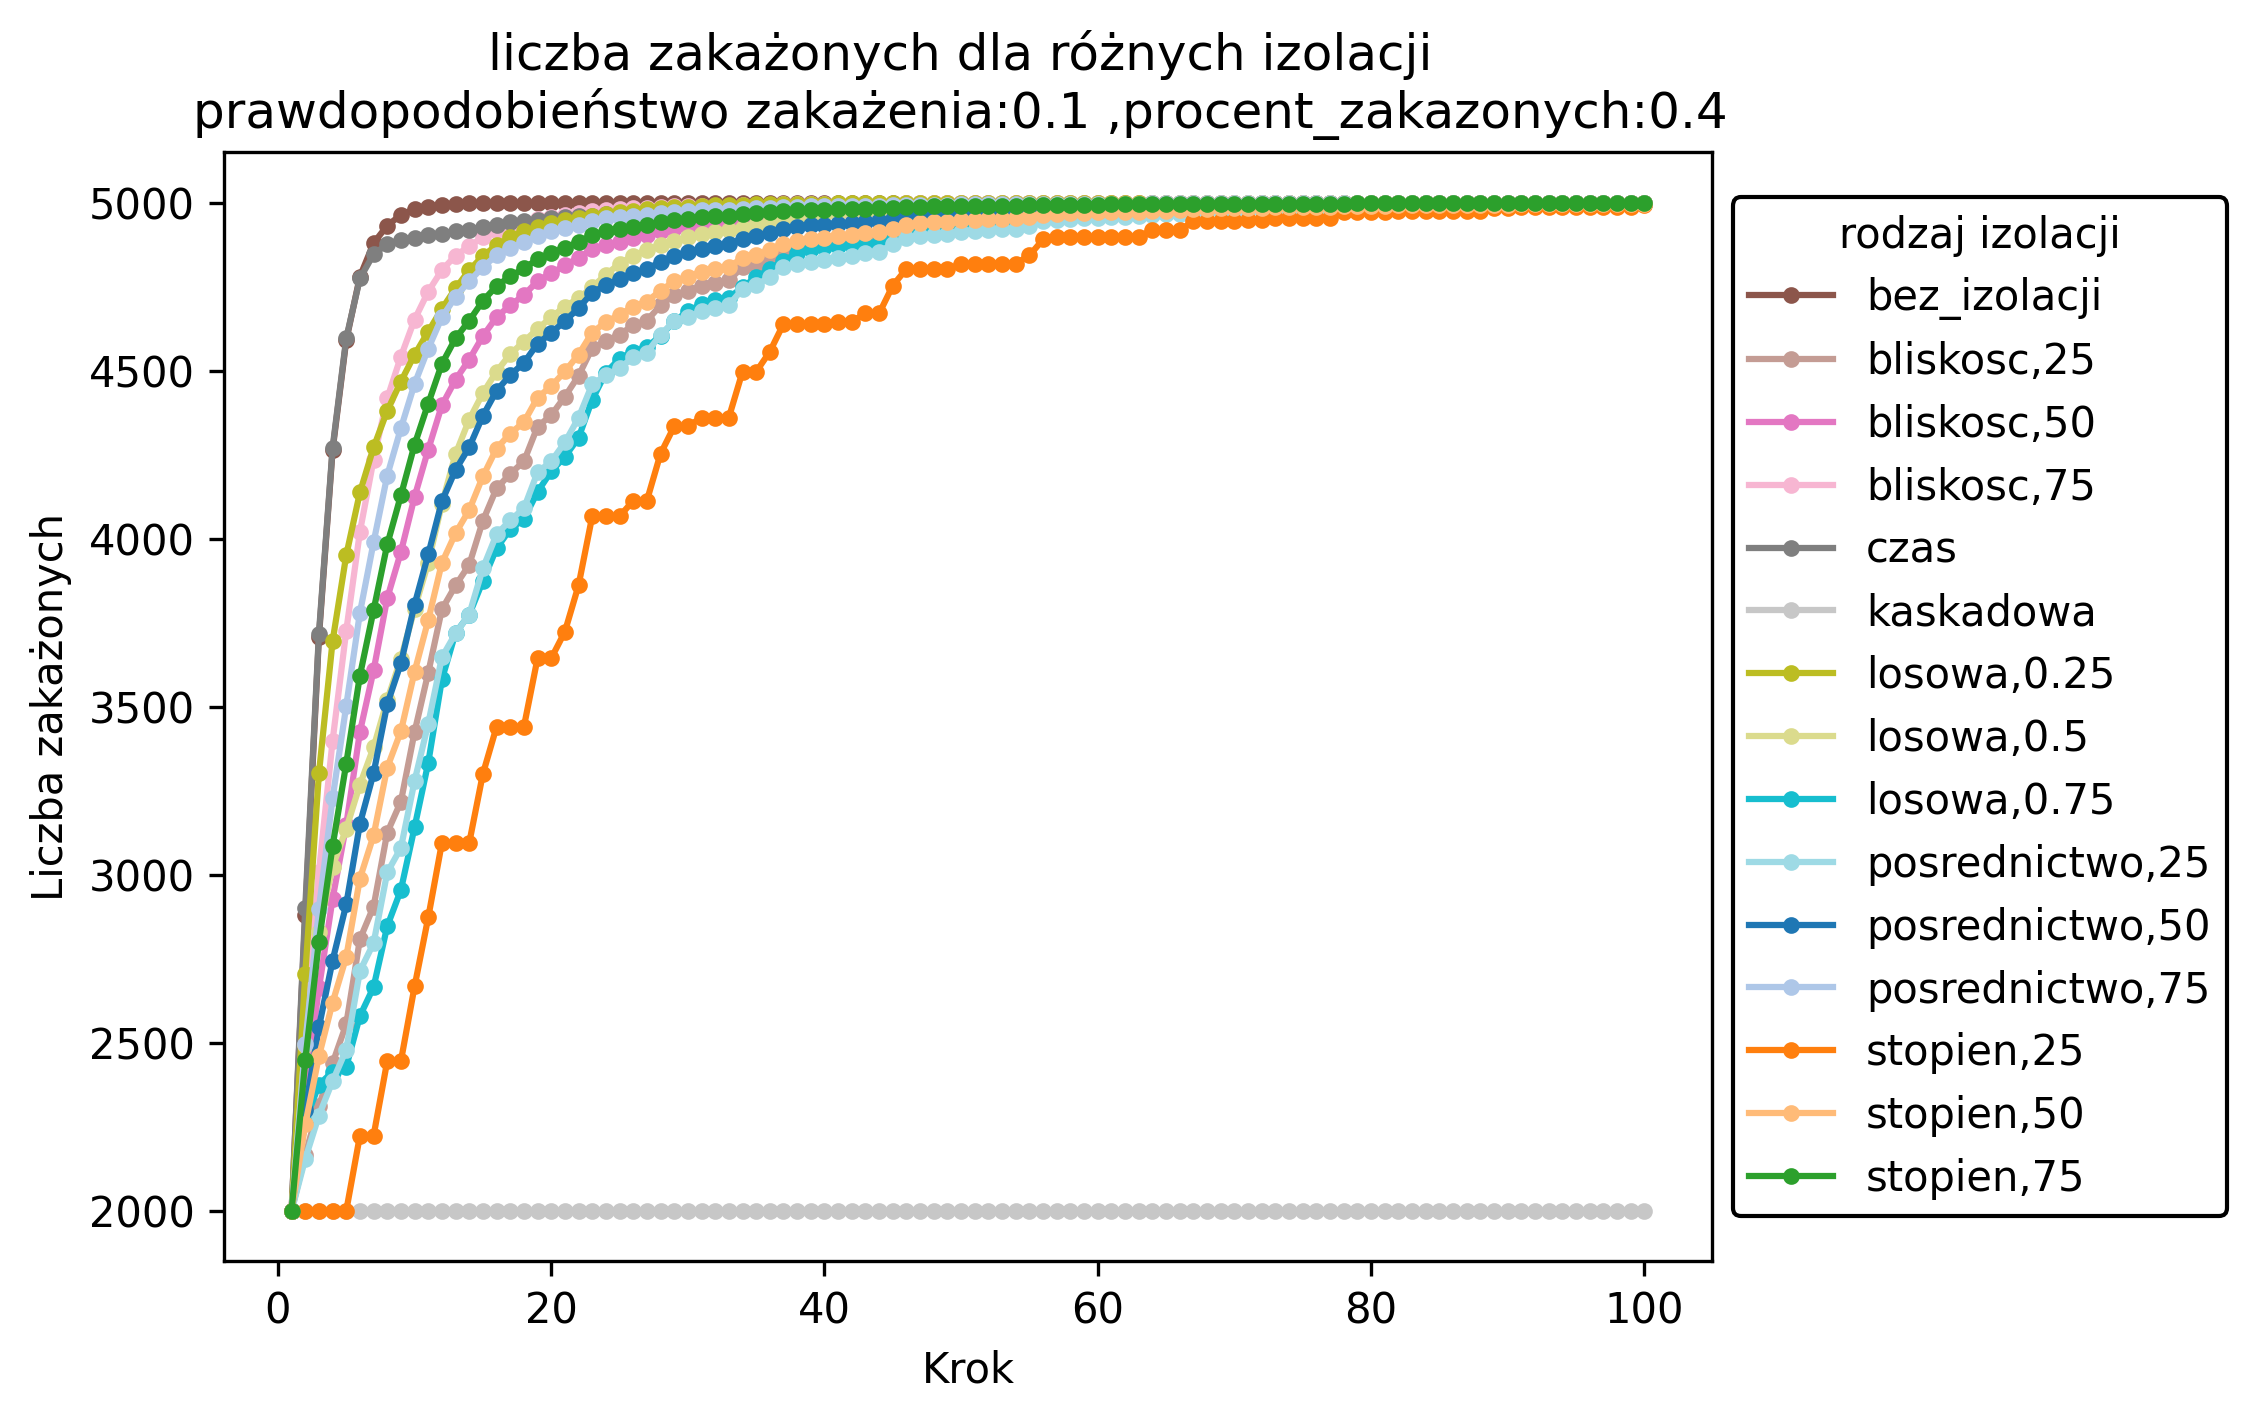 liczba zakażonych dla różnych izolacji
prawdopodobieństwo zakażenia:0.1 ,procent_zakazonych:0.4
Liczba zakażonych
5000
4500
4000
3500
3000
2500
2000
0
20
40
60
80
100
Krok
rodzaj izolacji
bez_izolacji
bliskosc,25
bliskosc,50
bliskosc,75
czas
kaskadowa
losowa,0.25
losowa,0.5
losowa,0.75
posrednictwo,25
posrednictwo,50
posrednictwo,75
stopien,25
stopien,50
stopien,75